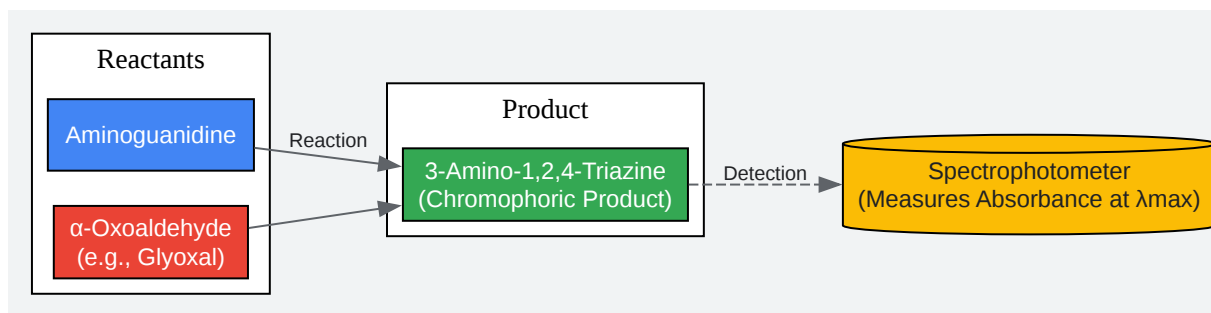 Reactants
Aminoguanidine
α-Oxoaldehyde
(e.g., Glyoxal)
Reaction
Product
3-Amino-1,2,4-Triazine
(Chromophoric Product)
Detection
Spectrophotometer
(Measures Absorbance at λmax)